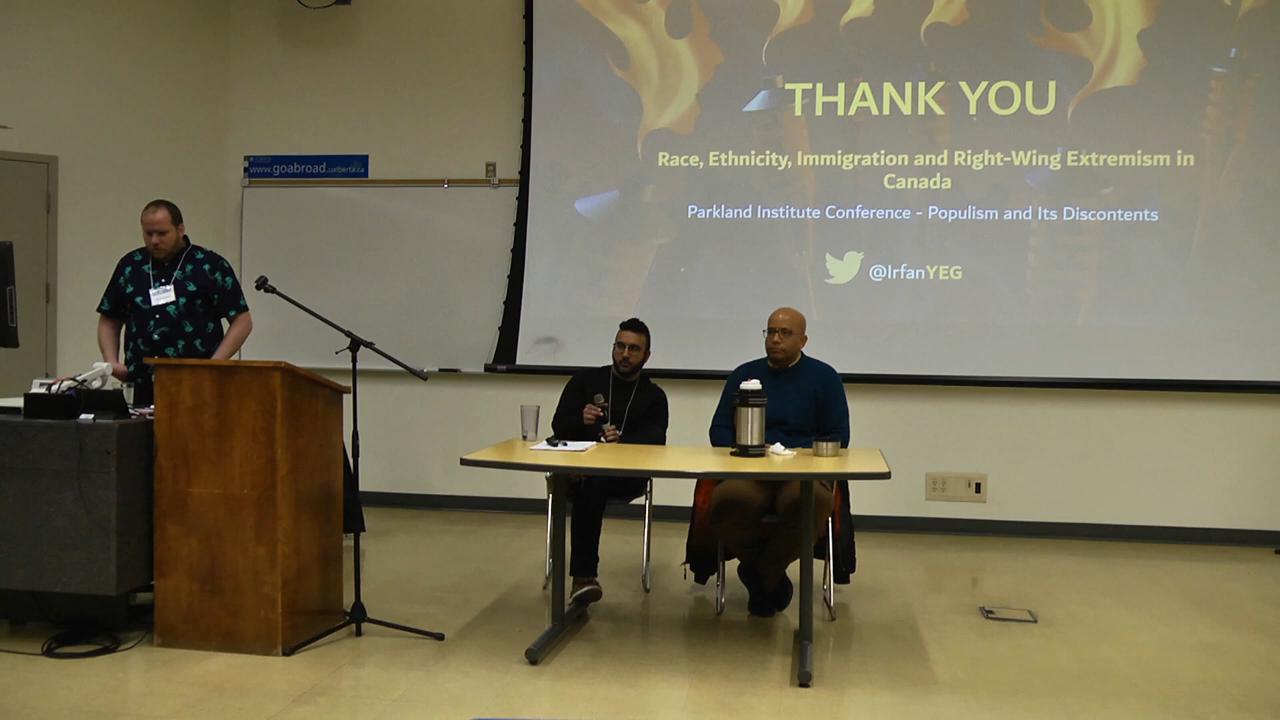 www.goabroad.ualberta.ca
THANK YOU
Race, Ethnicity, Immigration and Right-Wing Extremism in
Canada
Parkland Institute Conference - Populism and Its Discontents
@IrfanYEG